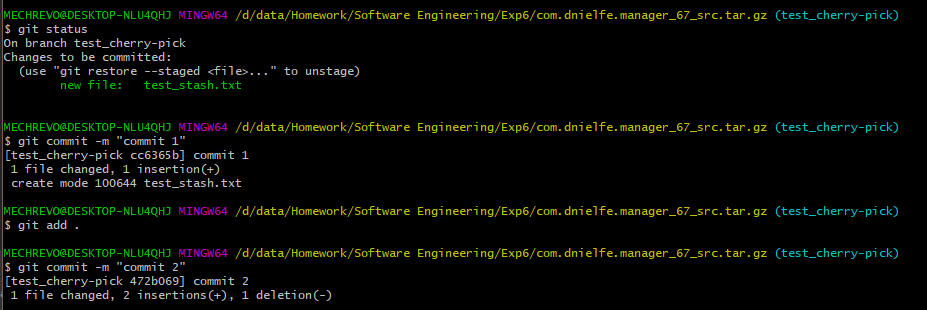 MECHREVO@DESKTOP-NLU4QHJ MINGW64 /d/data/Homework/Software Engineering/Exp6/com.dnielfe.manager_67_src.tar.gz (test_cherry-pick)
$ git status
On branch test_cherry-pick
Changes to be committed:
  (use "git restore --staged <file>..." to unstage)
        new file:   test_stash.txt
MECHREVO@DESKTOP-NLU4QHJ MINGW64 /d/data/Homework/Software Engineering/Exp6/com.dnielfe.manager_67_src.tar.gz (test_cherry-pick)
$ git commit -m "commit 1"
[test_cherry-pick cc6365b] commit 1
 1 file changed, 1 insertion(+)
 create mode 100644 test_stash.txt
MECHREVO@DESKTOP-NLU4QHJ MINGW64 /d/data/Homework/Software Engineering/Exp6/com.dnielfe.manager_67_src.tar.gz (test_cherry-pick)
$ git add .
MECHREVO@DESKTOP-NLU4QHJ MINGW64 /d/data/Homework/Software Engineering/Exp6/com.dnielfe.manager_67_src.tar.gz (test_cherry-pick)
$ git commit -m "commit 2"
[test_cherry-pick 472b069] commit 2
 1 file changed, 2 insertions(+), 1 deletion(-)